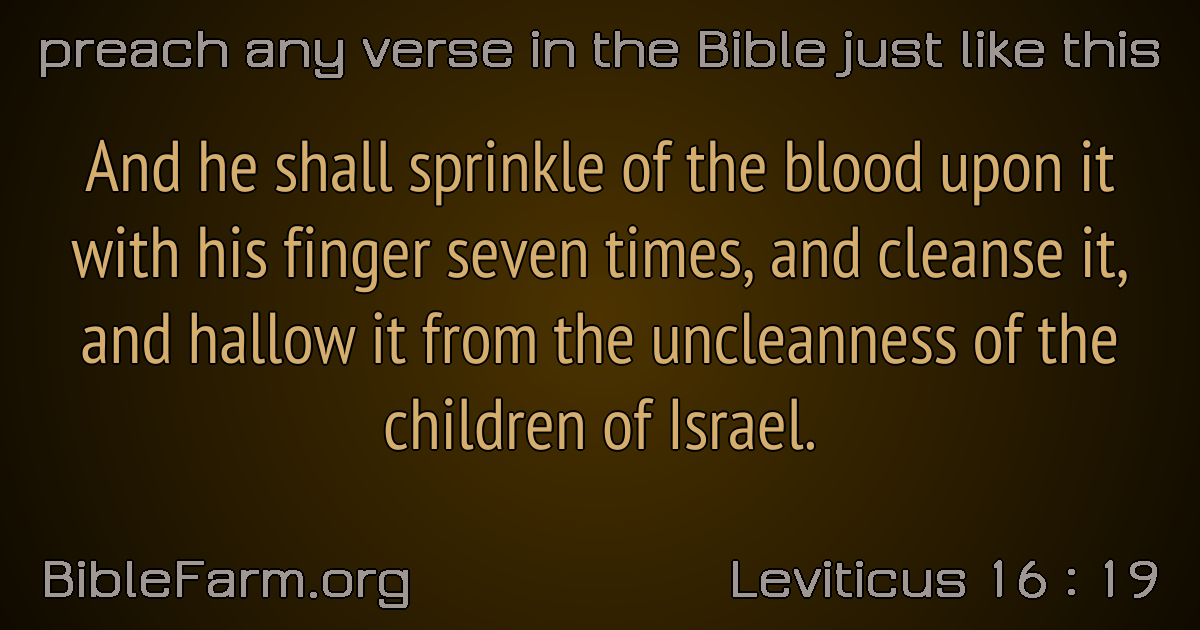 preach any verse in the Bible just like this
And he shall sprinkle of the blood upon it
with his finger seven times, and cleanse it,
and hallow it from the uncleanness of the
children of Israel.
BibleFarm.org
Leviticus 16 : 19